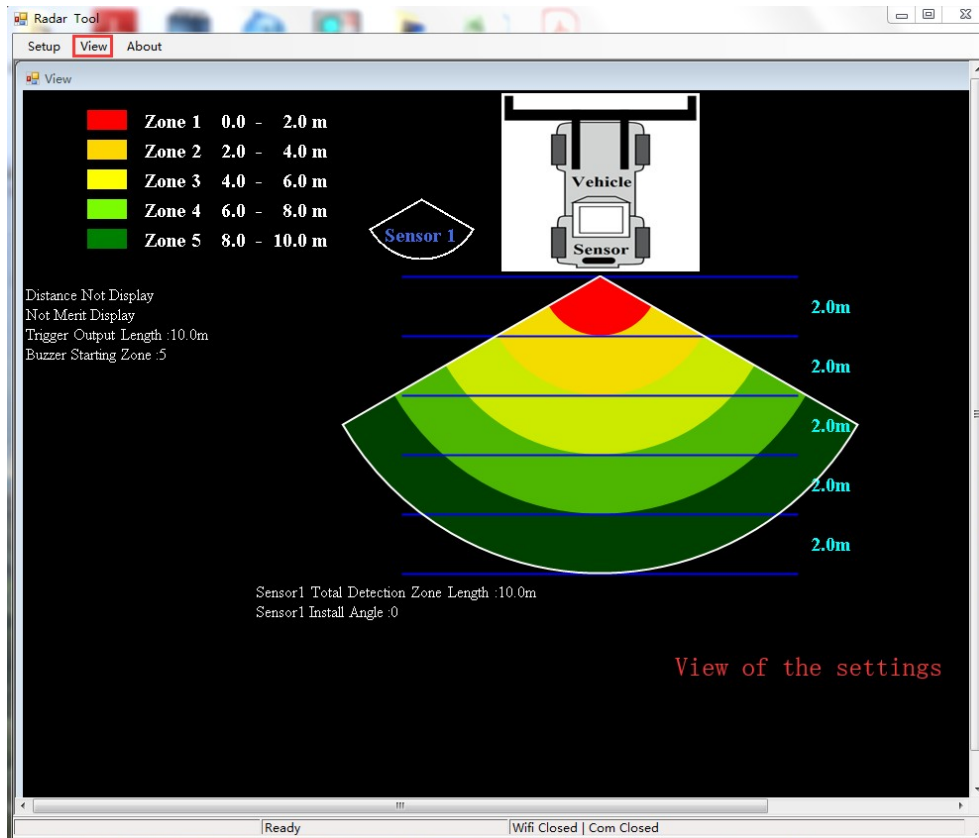 Radar Tool
Setup View About
View
Zone 1 0.0 - 2.0 m
Zone 2 2.0 - 4.0 m
Zone 3 4.0 - 6.0 m
Zone 4 6.0 - 8.0 m
Zone 5 8.0 - 10.0 m
Sensor 1
Vehicle
Sensor
Distance Not Display
Not Merit Display
Trigger Output Length :10.0m
Buzzer Starting Zone :5
2.0m
2.0m
2.0m
2.0m
2.0m
Sensor1 Total Detection Zone Length :10.0m
Sensor1 Install Angle :0
View of the settings
Ready
Wifi Closed | Com Closed